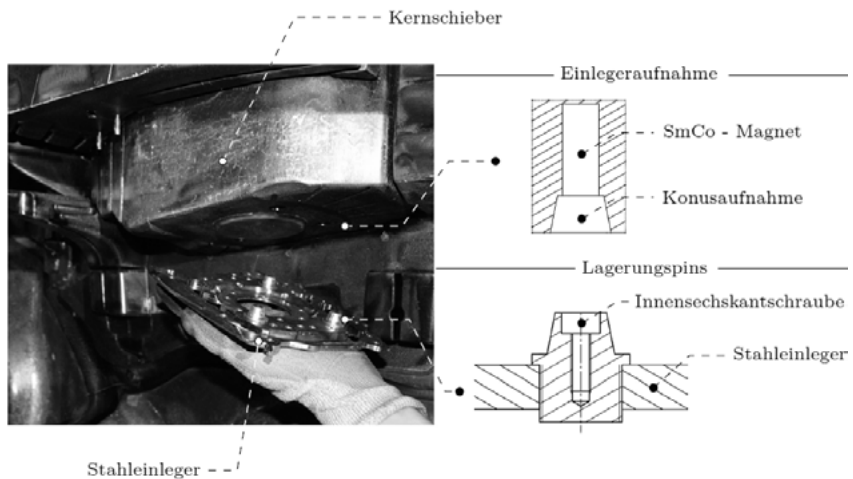 Kernschieber
Einlegeraufnahme
SmCo - Magnet
Konusaufnahme
Lagerungspins
Innensechskantschraube
Stahleinleger
Stahleinleger